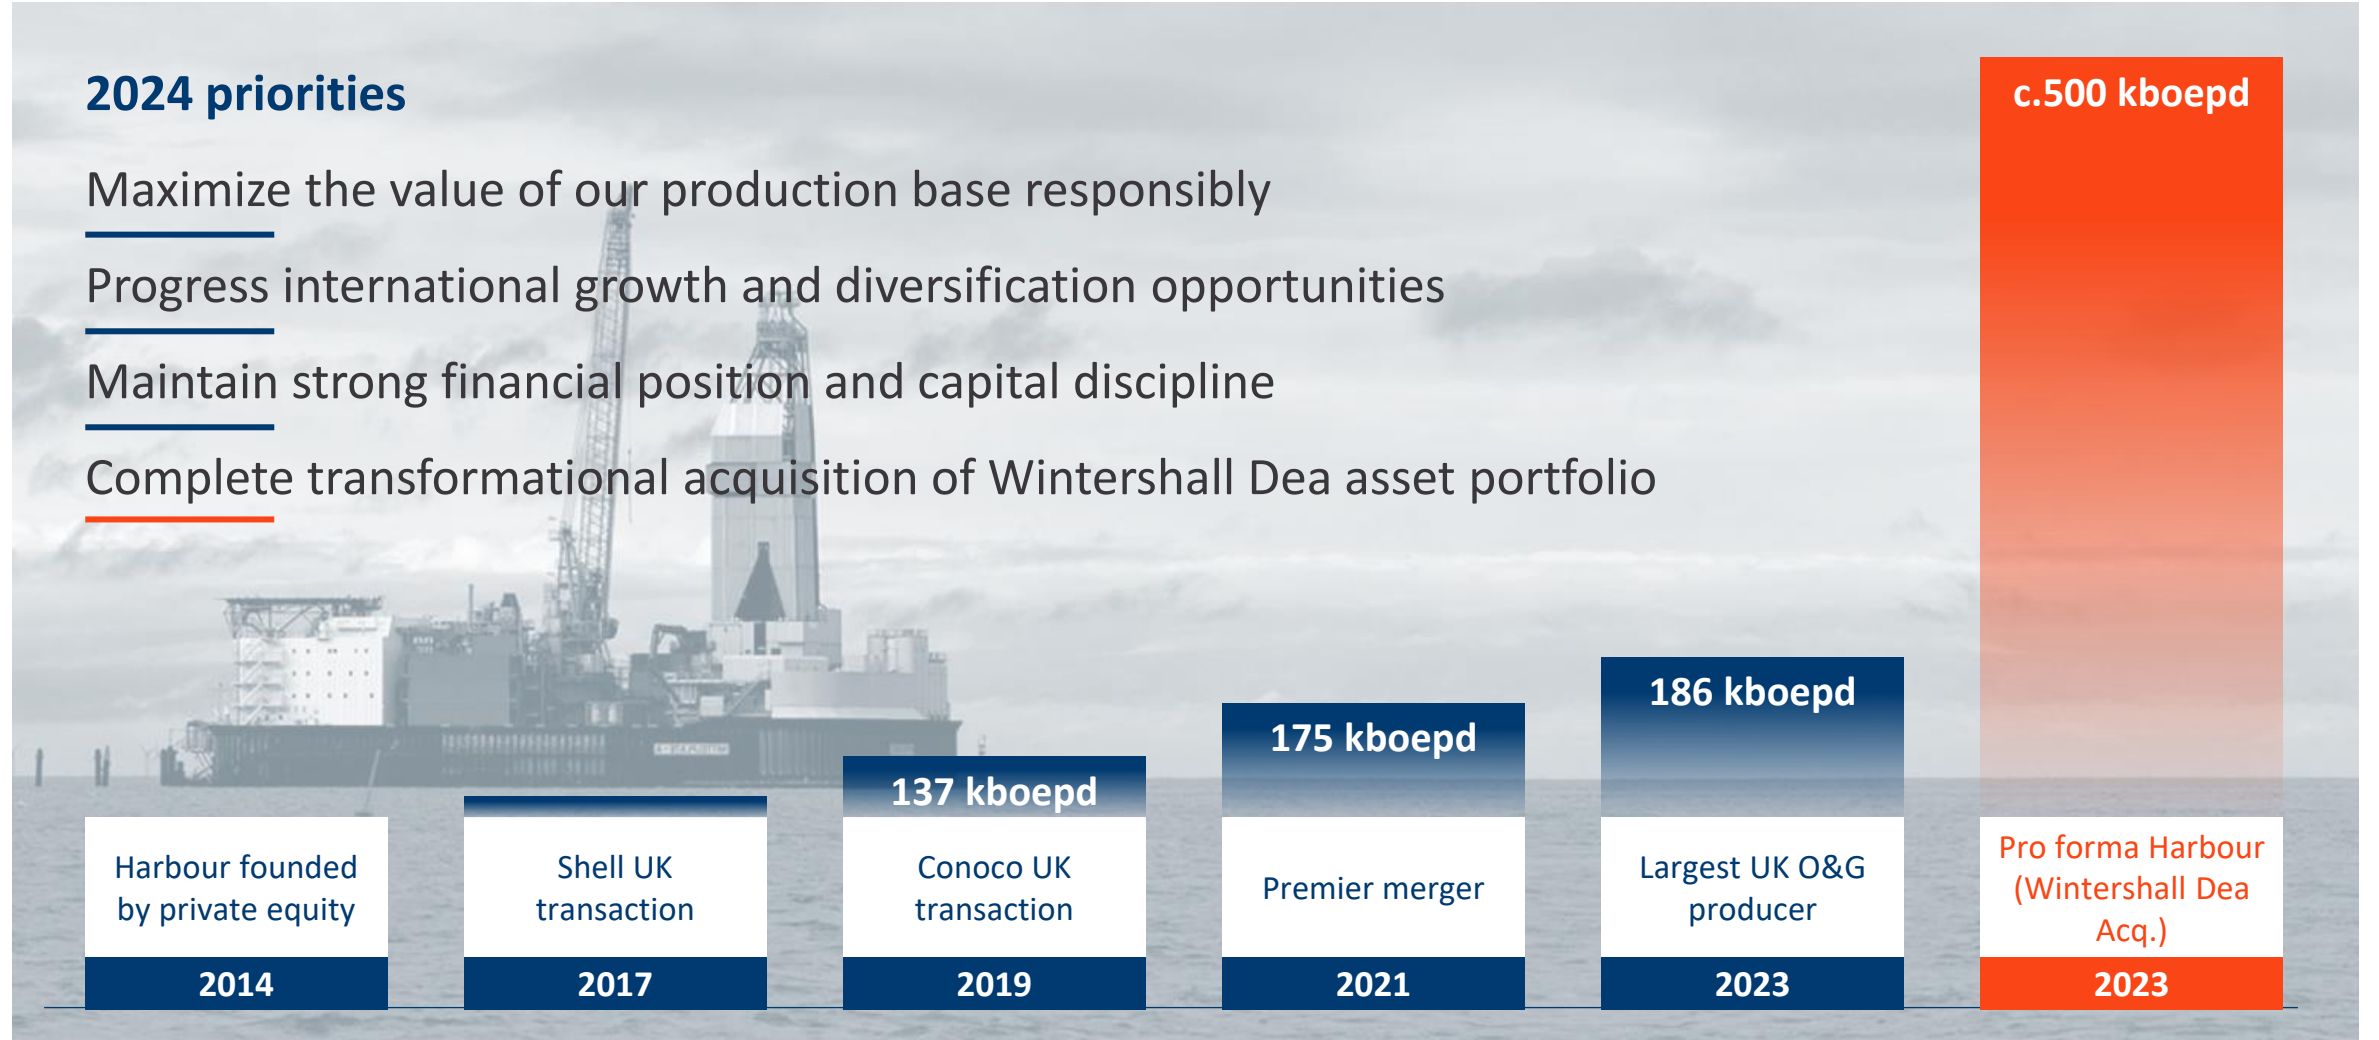 2024 priorities
Maximize the value of our production base responsibly
Progress international growth and diversification opportunities
Maintain strong financial position and capital discipline
Complete transformational acquisition of Wintershall Dea asset portfolio
c.500 kboepd
186 kboepd
175 kboepd
137 kboepd
Harbour founded
by private equity
2014
Shell UK
transaction
2017
Conoco UK
transaction
2019
Premier merger
2021
Largest UK O&G
producer
2023
Pro forma Harbour
(Wintershall Dea
Acq.)
2023